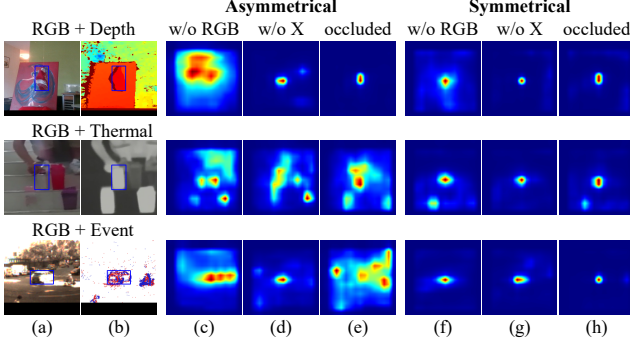 Asymmetrical Symmetrical
RGB + Depth w/o RGB w/o X occluded w/o RGB w/o X occluded
RGB + Thermal
RGB + Event
(a) (b) (c) (d) (e) (f) (g) (h)